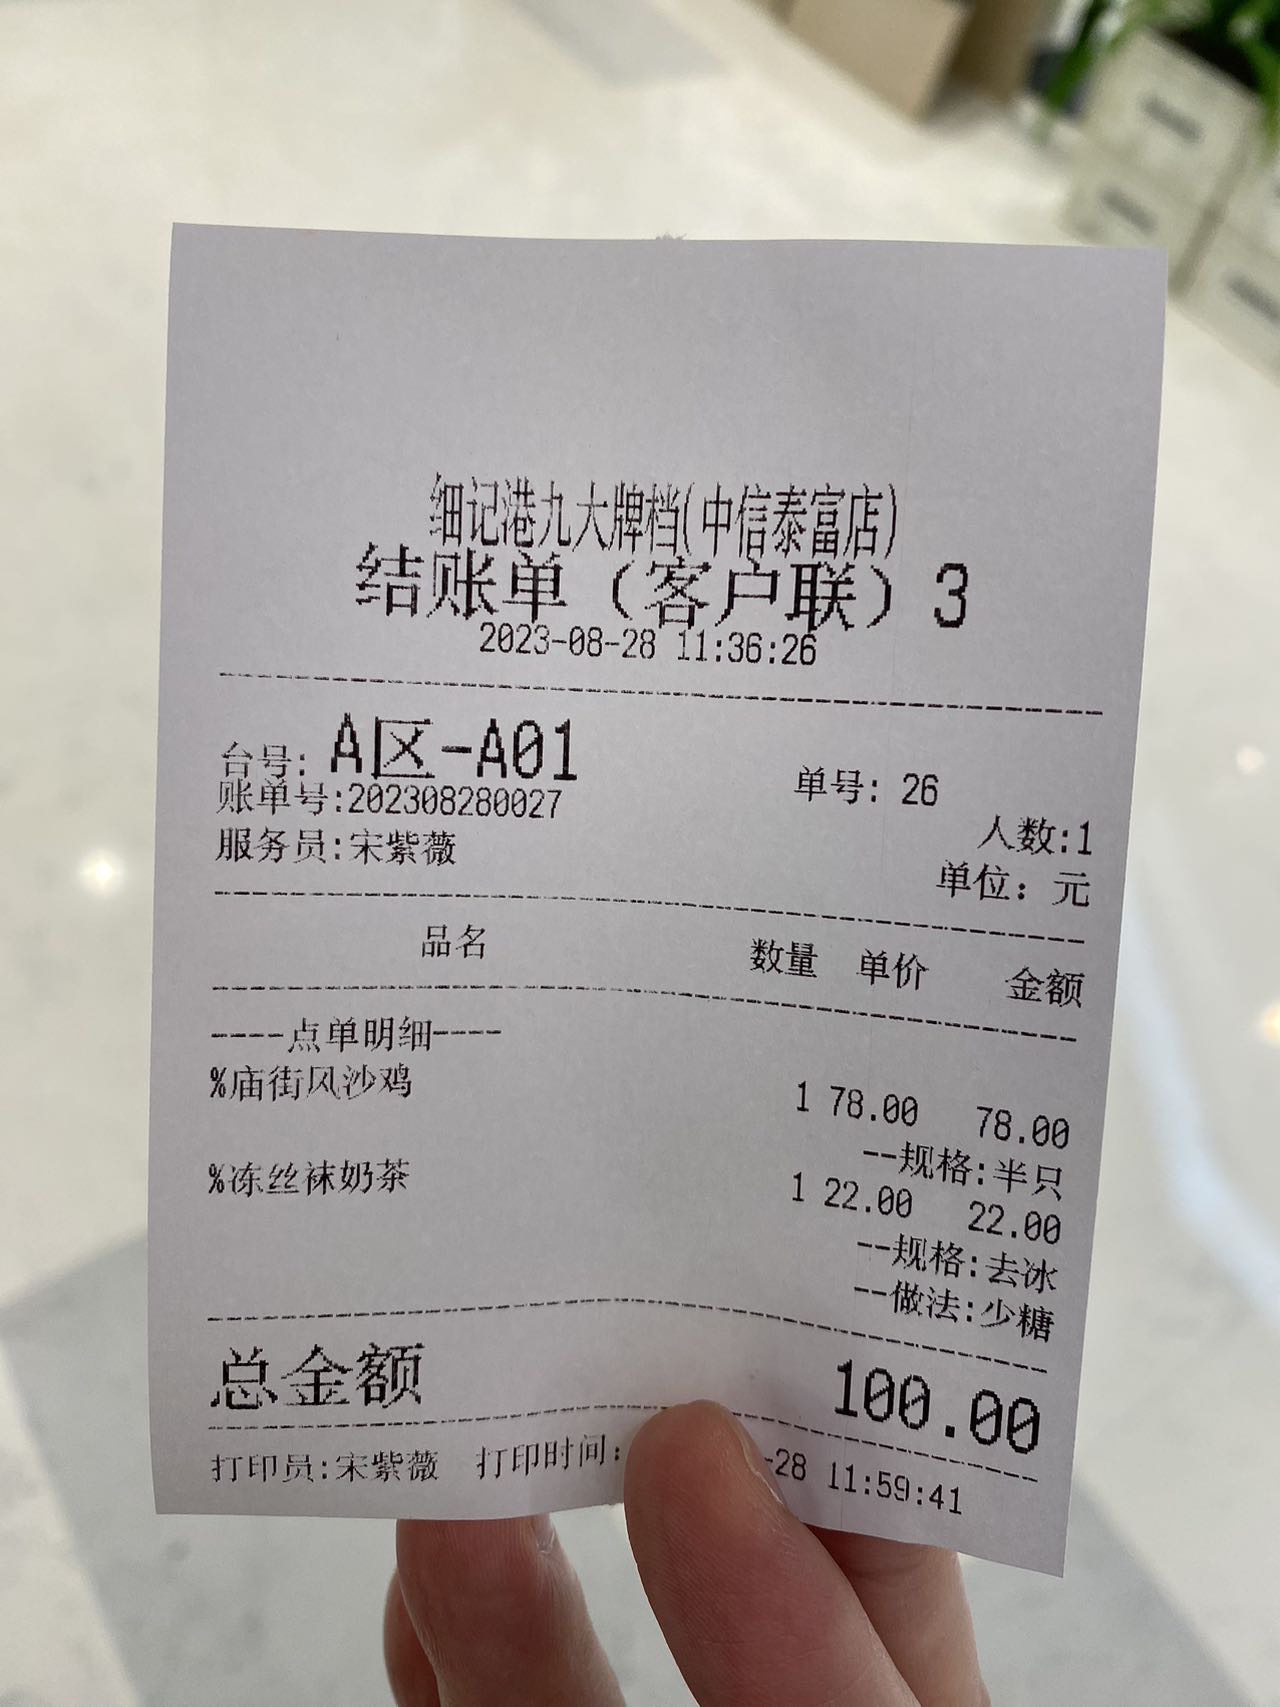 细记港九大牌档(中信泰富店)
结账单（客户联）3
2023-08-28 11:36:26
台号: A区-A01 单号: 26
账单号:202308280027 人数:1
服务员:宋紫薇 单位: 元
品名 数量 单价 金额
----点单明细----
%庙街风沙鸡 1 78.00 78.00
--规格:半只
%冻丝袜奶茶 1 22.00 22.00
--规格:去冰
--做法:少糖
总金额 100.00
打印员:宋紫薇 打印时间: -28 11:59:41